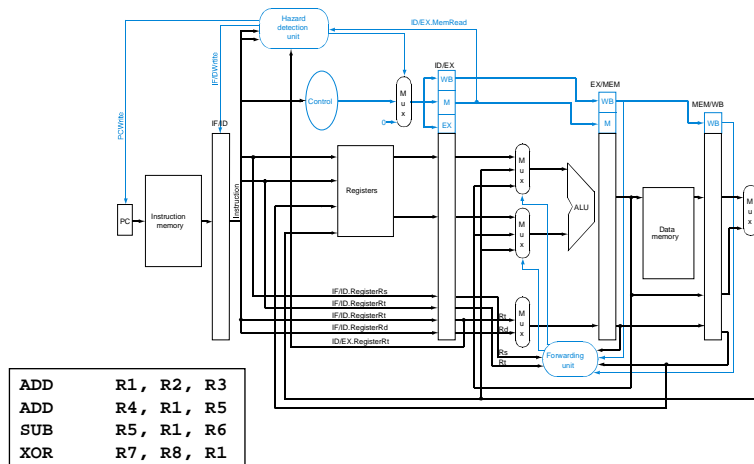 Hazard
detection
unit
ID/EX.MemRead
ID/EX
EX/MEM
MEM/WB
IF/DWrtite
PCWrite
Control
0
M
u
x
WB
M
EX
WB
M
WB
IF/ID
Instruction
PC
Instruction
memory
Registers
M
u
x
M
u
x
ALU
Data
memory
M
u
x
IF/ID.RegisterRs
IF/ID.RegisterRt
IF/ID.RegisterRt
IF/ID.RegisterRd
ID/EX.RegisterRt
Rt
Rd
M
u
x
Rs
Rt
Forwarding
unit
ADD R1, R2, R3
ADD R4, R1, R5
SUB R5, R1, R6
XOR R7, R8, R1